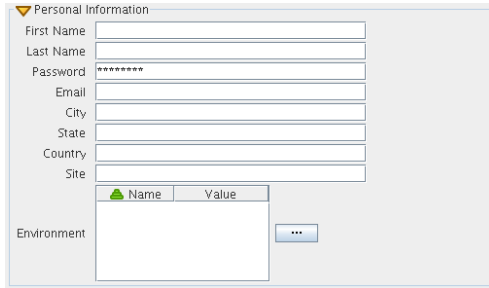 Personal Information
First Name
Last Name
Password ********
Email
City
State
Country
Site
Name Value
Environment ...